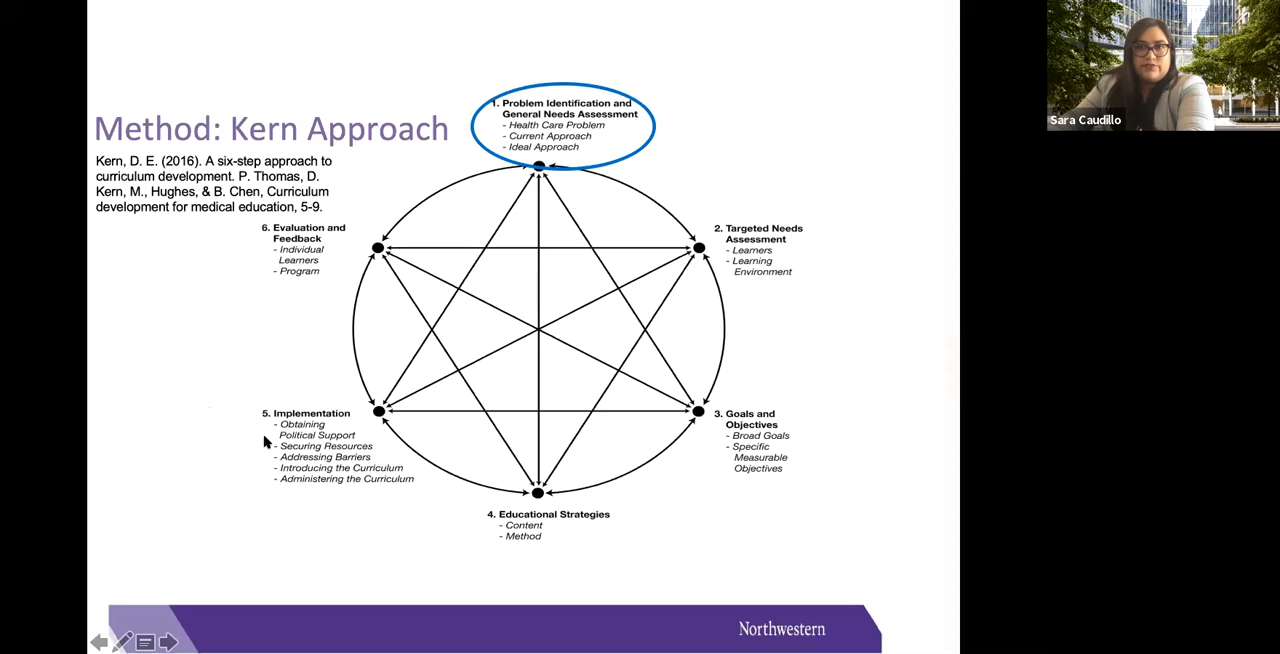 Method: Kern Approach
Kern, D. E. (2016). A six-step approach to
curriculum development. P. Thomas, D.
Kern, M., Hughes, & B. Chen, Curriculum
development for medical education, 5-9.
1. Problem Identification and
General Needs Assessment
- Health Care Problem
- Current Approach
- Ideal Approach
2. Targeted Needs
Assessment
- Learners
- Learning
Environment
3. Goals and
Objectives
- Broad Goals
- Specific
Measurable
Objectives
4. Educational Strategies
- Content
- Method
5. Implementation
- Obtaining
Political Support
- Securing Resources
- Addressing Barriers
- Introducing the Curriculum
- Administering the Curriculum
6. Evaluation and
Feedback
- Individual
Learners
- Program
Northwestern
Sara Caudillo